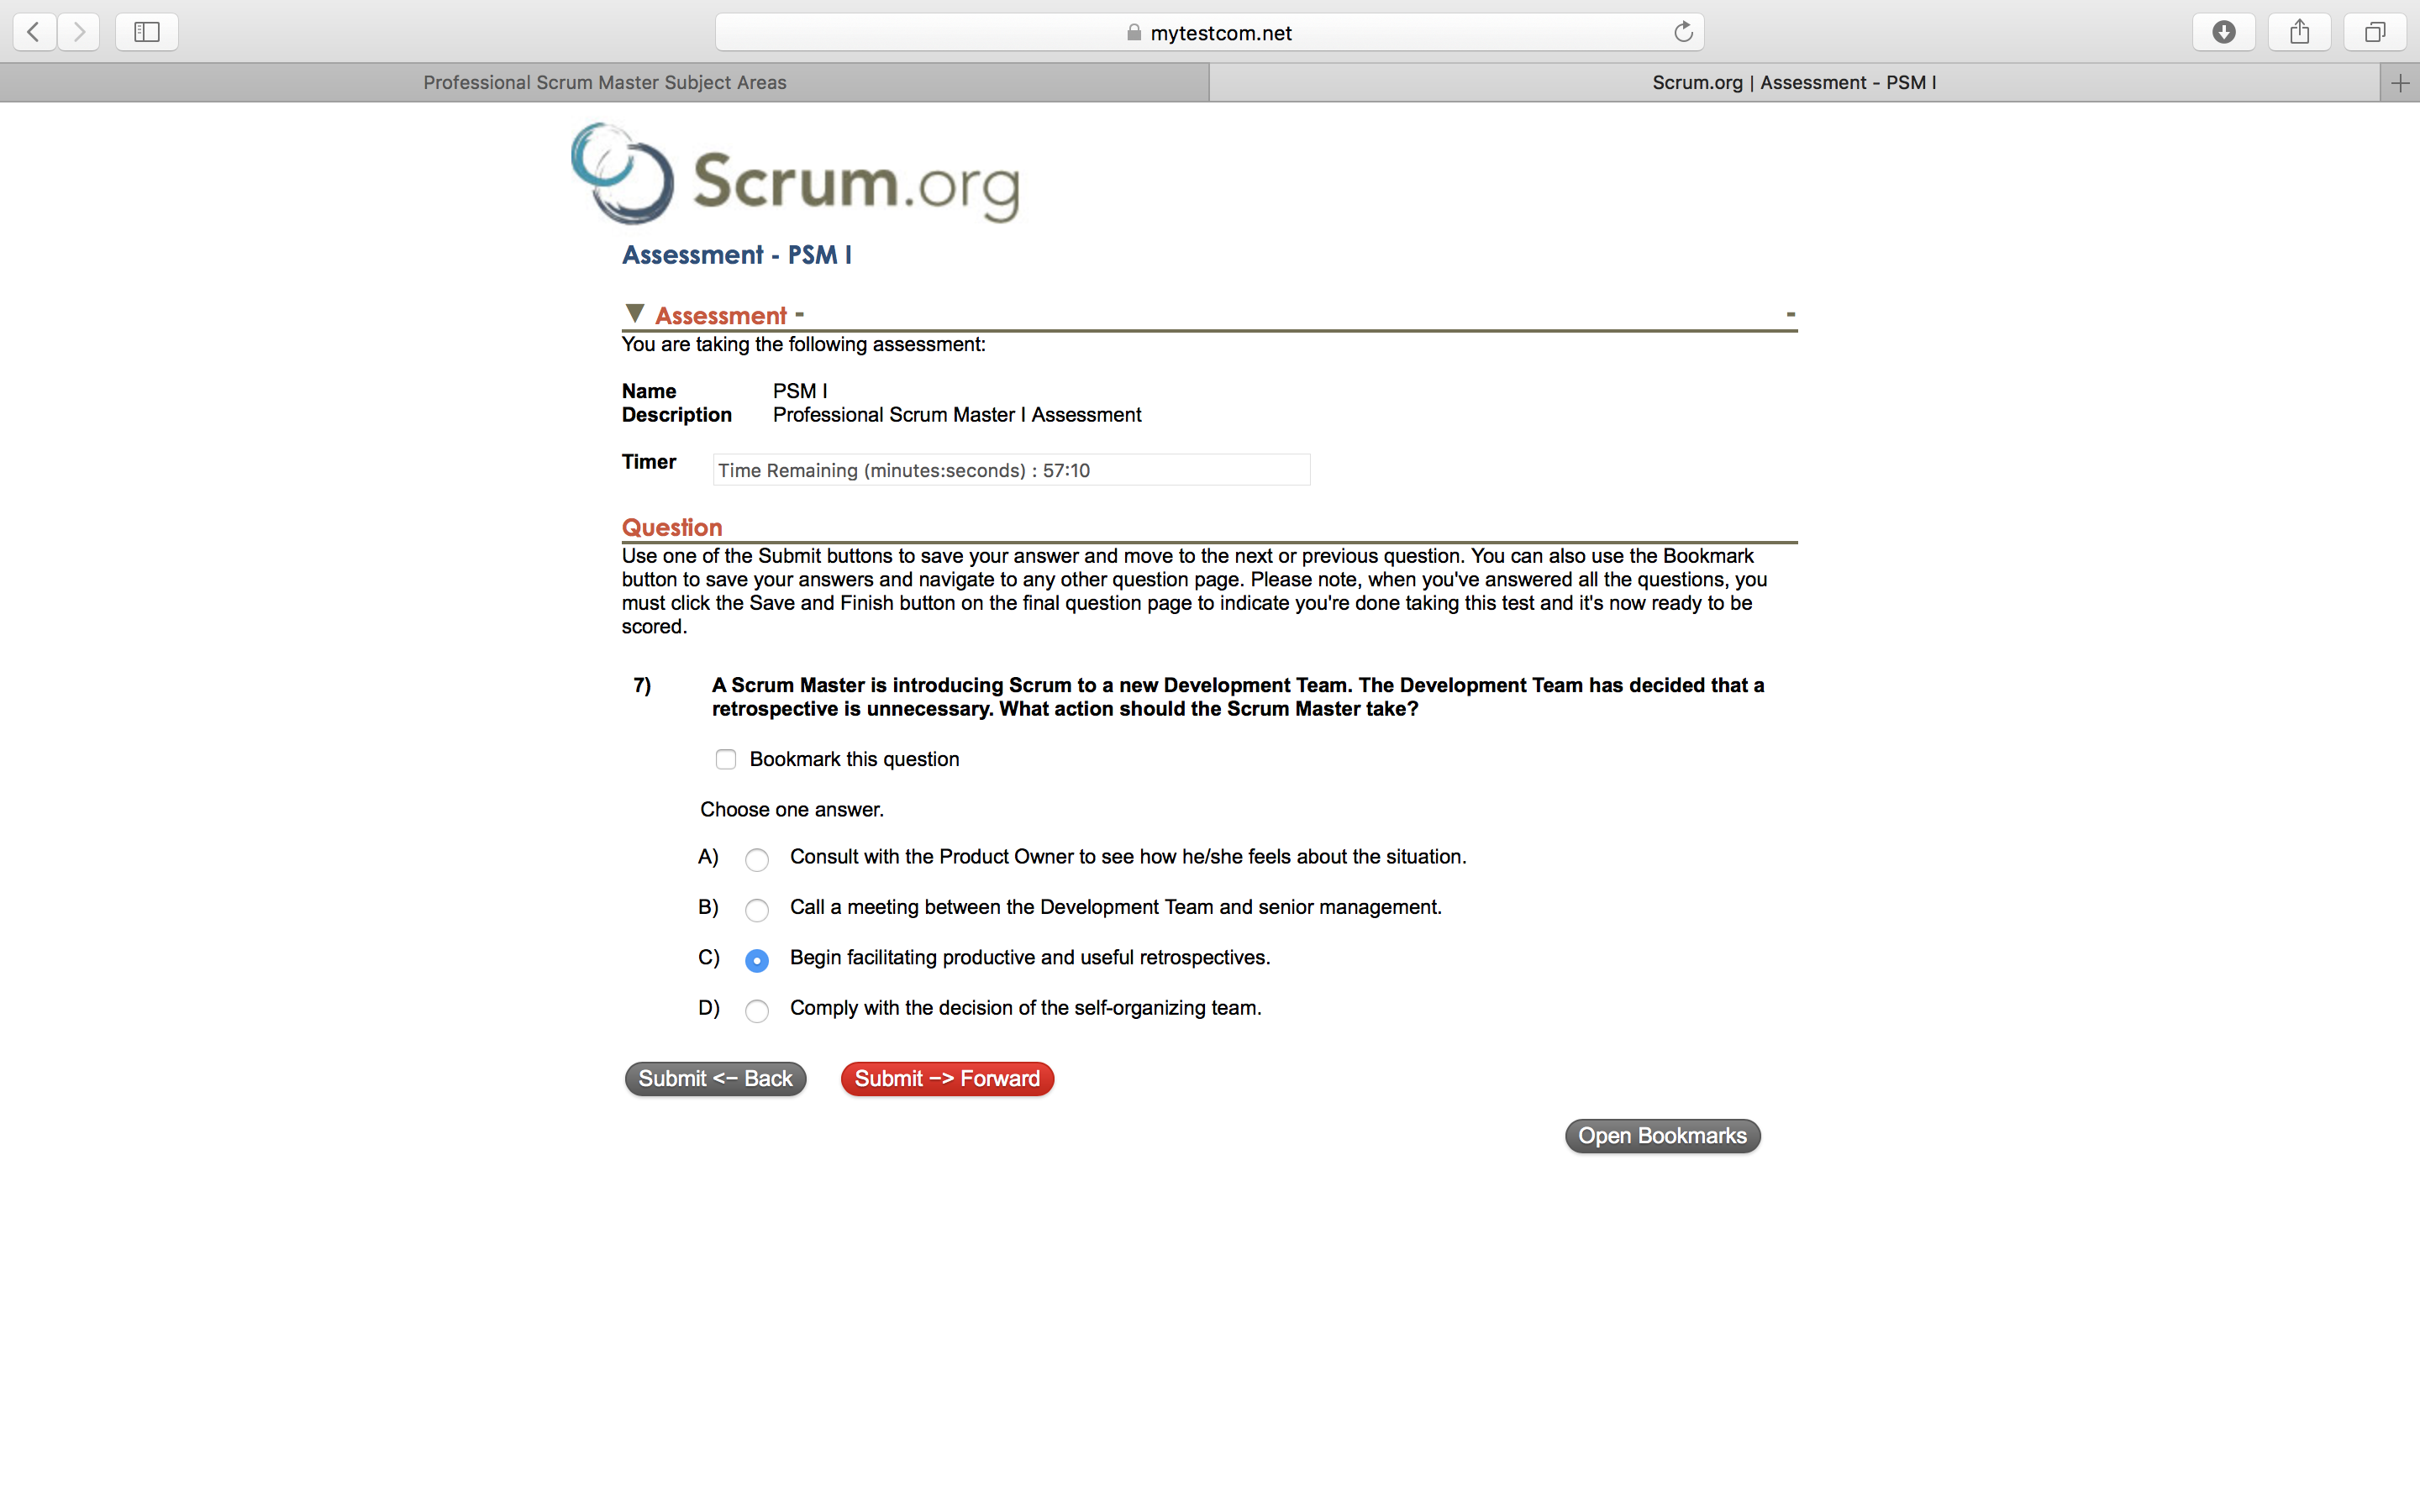 mytestcom.net
Professional Scrum Master Subject Areas
Scrum.org | Assessment - PSM I
Scrum.org
Assessment - PSM I
▼ Assessment - -
You are taking the following assessment:
Name PSM I
Description Professional Scrum Master I Assessment
Timer Time Remaining (minutes:seconds) : 57:10
Question
Use one of the Submit buttons to save your answer and move to the next or previous question. You can also use the Bookmark
button to save your answers and navigate to any other question page. Please note, when you've answered all the questions, you
must click the Save and Finish button on the final question page to indicate you're done taking this test and it's now ready to be
scored.
7) A Scrum Master is introducing Scrum to a new Development Team. The Development Team has decided that a
retrospective is unnecessary. What action should the Scrum Master take?
Bookmark this question
Choose one answer.
A) Consult with the Product Owner to see how he/she feels about the situation.
B) Call a meeting between the Development Team and senior management.
C) Begin facilitating productive and useful retrospectives.
D) Comply with the decision of the self-organizing team.
Submit <- Back Submit -> Forward
Open Bookmarks